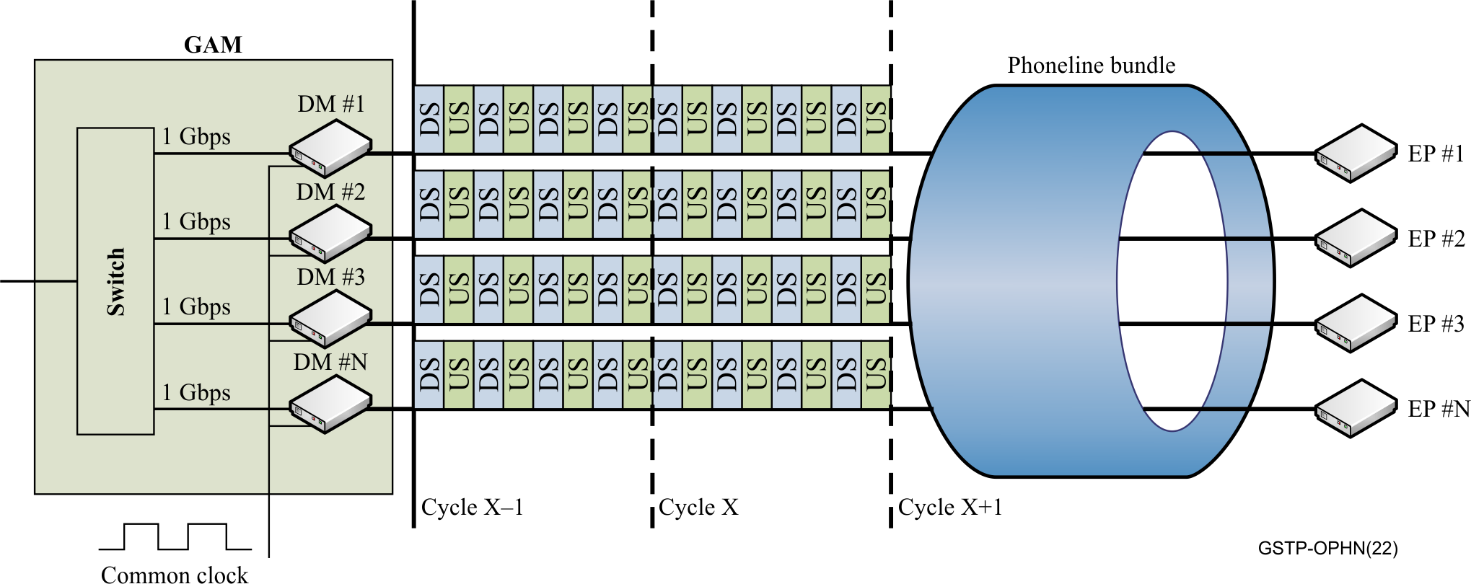 GAM
Phoneline bundle
DM #1
1 Gbps
DS US DS US DS US DS US DS US DS US DS US DS US
EP #1
DM #2
1 Gbps
DS US DS US DS US DS US DS US DS US DS US DS US
EP #2
Switch
DM #3
1 Gbps
DS US DS US DS US DS US DS US DS US DS US DS US
EP #3
DM #N
1 Gbps
DS US DS US DS US DS US DS US DS US DS US DS US
EP #N
Cycle X–1
Cycle X
Cycle X+1
Common clock
GSTP-OPHN(22)